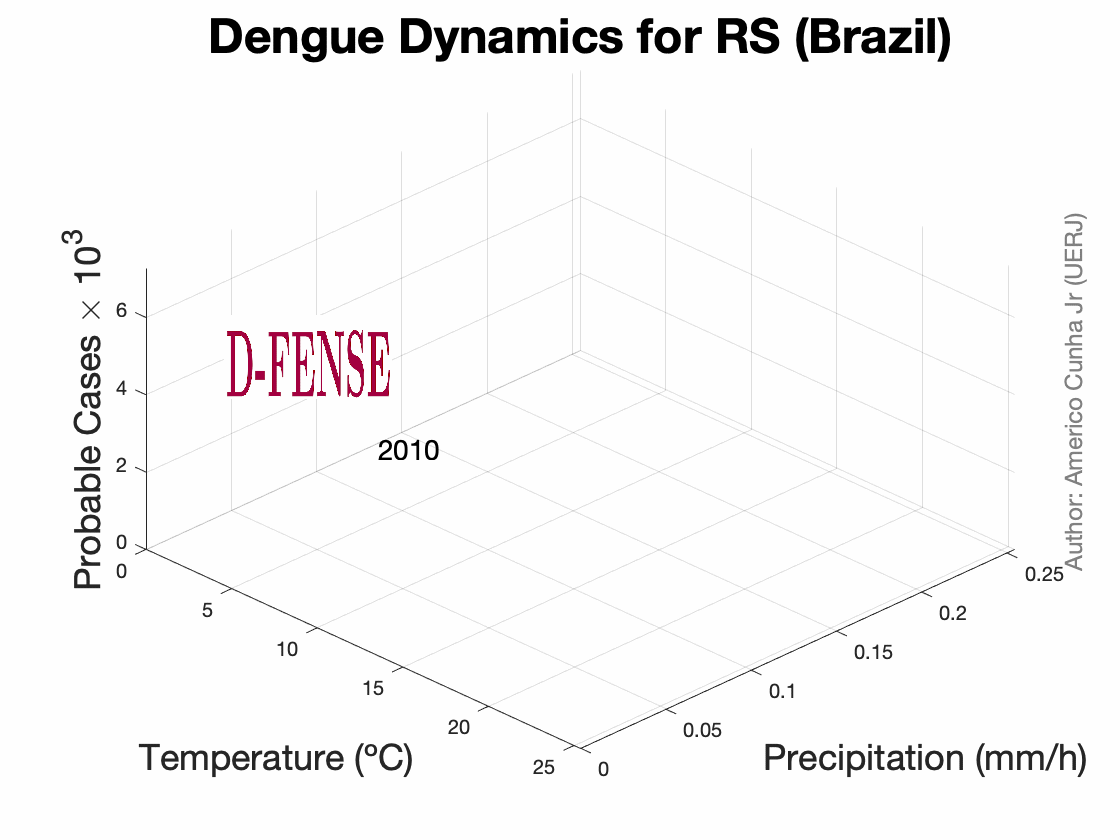 Dengue Dynamics for RS (Brazil)
Probable Cases × 10³
6
4
2
0
D-FENSE
2010
0
5
10
15
20
25
Temperature (ºC)
0
0.05
0.1
0.15
0.2
0.25
Precipitation (mm/h)
Author: Americo Cunha Jr (UERJ)